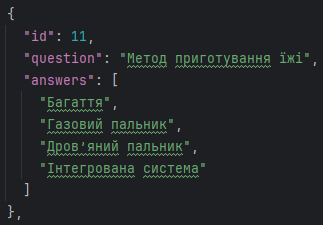 {
"id": 11,
"question": "Метод приготування їжі",
"answers": [
"Багаття",
"Газовий пальник",
"Дров'яний пальник",
"Інтегрована система"
]
},